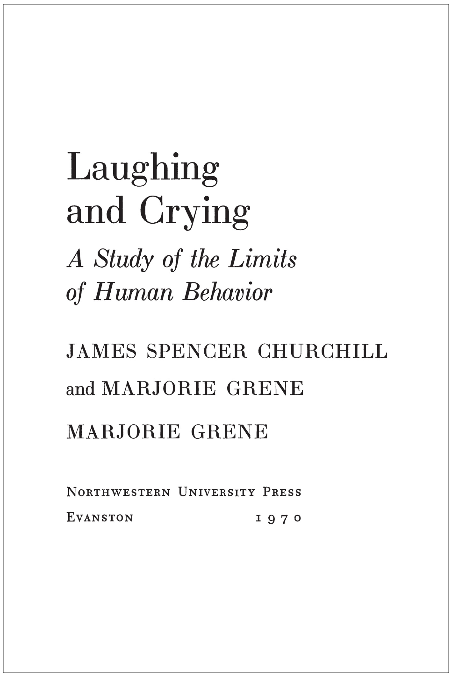 Laughing
and Crying
A Study of the Limits
of Human Behavior
JAMES SPENCER CHURCHILL
and MARJORIE GRENE
MARJORIE GRENE
NORTHWESTERN UNIVERSITY PRESS
EVANSTON 1970